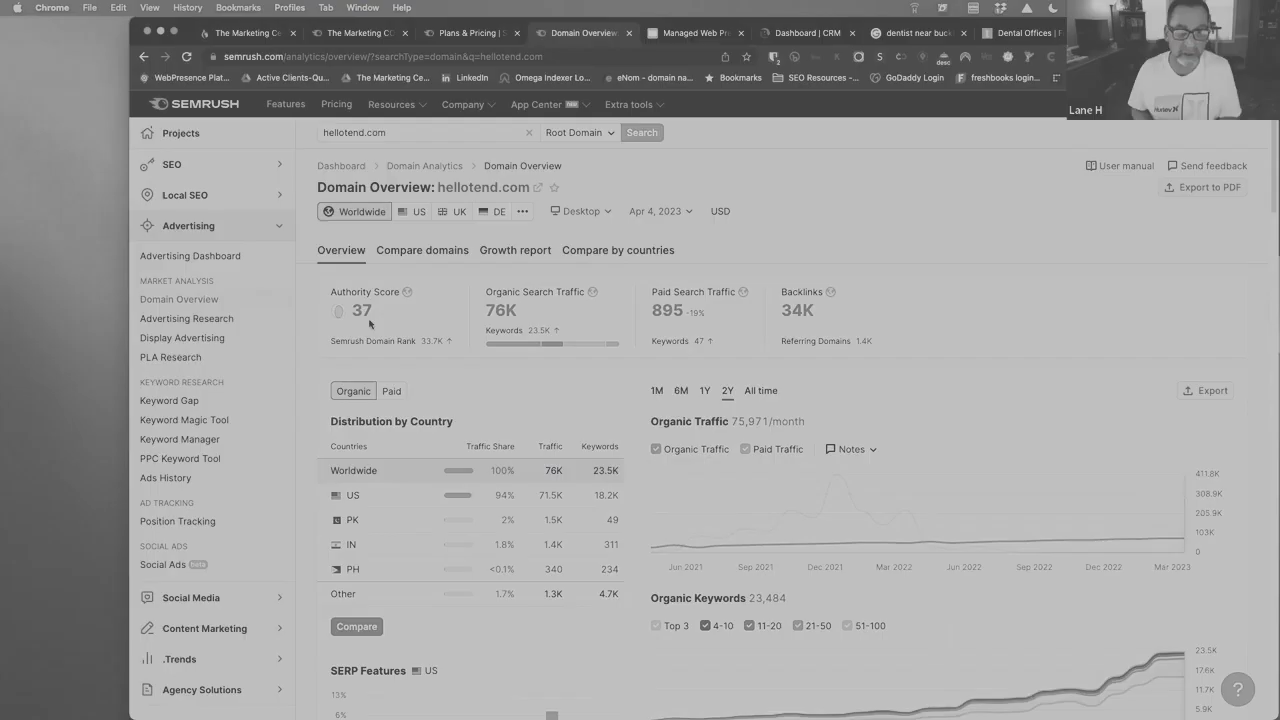 Chrome File Edit View History Bookmarks Profiles Tab Window Help
The Marketing Ce
The Marketing CO
Plans & Pricing | S
Domain Overview
Managed Web Pr
Dashboard | CRM
dentist near buck
Dental Offices | F
semrush.com/analytics/overview/?searchType=domain&q=hellotend.com
WebPresence Plat
Active Clients-Qu
The Marketing Ce
LinkedIn
Omega Indexer Lo
eNom - domain na
Bookmarks
SEO Resources -
GoDaddy Login
freshbooks login
Lane H
SEMRUSH
Features Pricing Resources Company App Center new Extra tools
hellotend.com Root Domain Search
Projects
SEO
Local SEO
Advertising
Advertising Dashboard
MARKET ANALYSIS
Domain Overview
Advertising Research
Display Advertising
PLA Research
KEYWORD RESEARCH
Keyword Gap
Keyword Magic Tool
Keyword Manager
PPC Keyword Tool
Ads History
AD TRACKING
Position Tracking
SOCIAL ADS
Social Ads beta
Social Media
Content Marketing
.Trends
Agency Solutions
Dashboard > Domain Analytics > Domain Overview
User manual Send feedback
Domain Overview: hellotend.com
Export to PDF
Worldwide US UK DE ••• Desktop Apr 4, 2023 USD
Overview Compare domains Growth report Compare by countries
Authority Score
37
Semrush Domain Rank 33.7K ↑
Organic Search Traffic
76K
Keywords 23.5K ↑
Paid Search Traffic
895 -19%
Keywords 47 ↑
Backlinks
34K
Referring Domains 1.4K
Organic Paid
Distribution by Country
Countries Traffic Share Traffic Keywords
Worldwide 100% 76K 23.5K
US 94% 71.5K 18.2K
PK 2% 1.5K 49
IN 1.8% 1.4K 311
PH <0.1% 340 234
Other 1.7% 1.3K 4.7K
Compare
SERP Features US
13%
6%
1M 6M 1Y 2Y All time
Export
Organic Traffic 75,971/month
Organic Traffic Paid Traffic Notes
411.8K
308.9K
205.9K
103K
0
Jun 2021 Sep 2021 Dec 2021 Mar 2022 Jun 2022 Sep 2022 Dec 2022 Mar 2023
Organic Keywords 23,484
Top 3 4-10 11-20 21-50 51-100
23.5K
17.6K
11.7K
5.9K
?